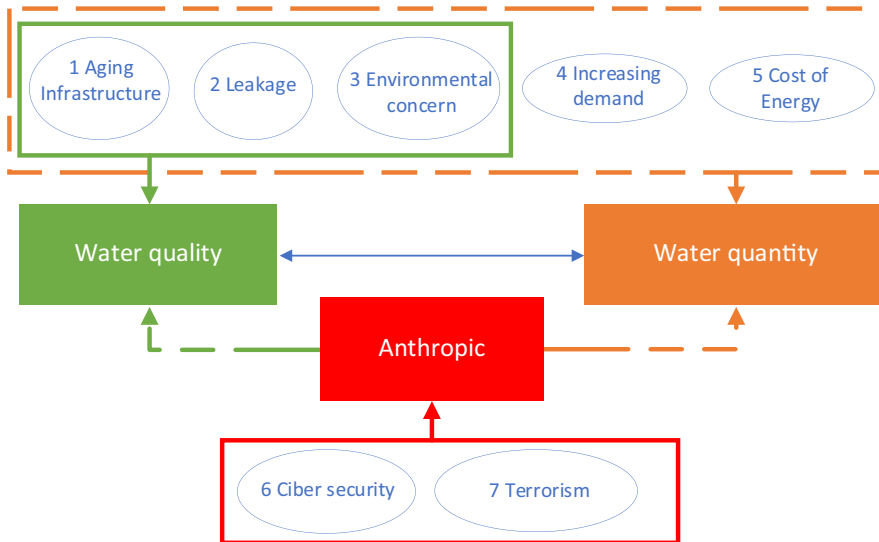 1 Aging
Infrastructure
2 Leakage
3 Environmental
concern
4 Increasing
demand
5 Cost of
Energy
Water quality
Water quantity
Anthropic
6 Ciber security
7 Terrorism